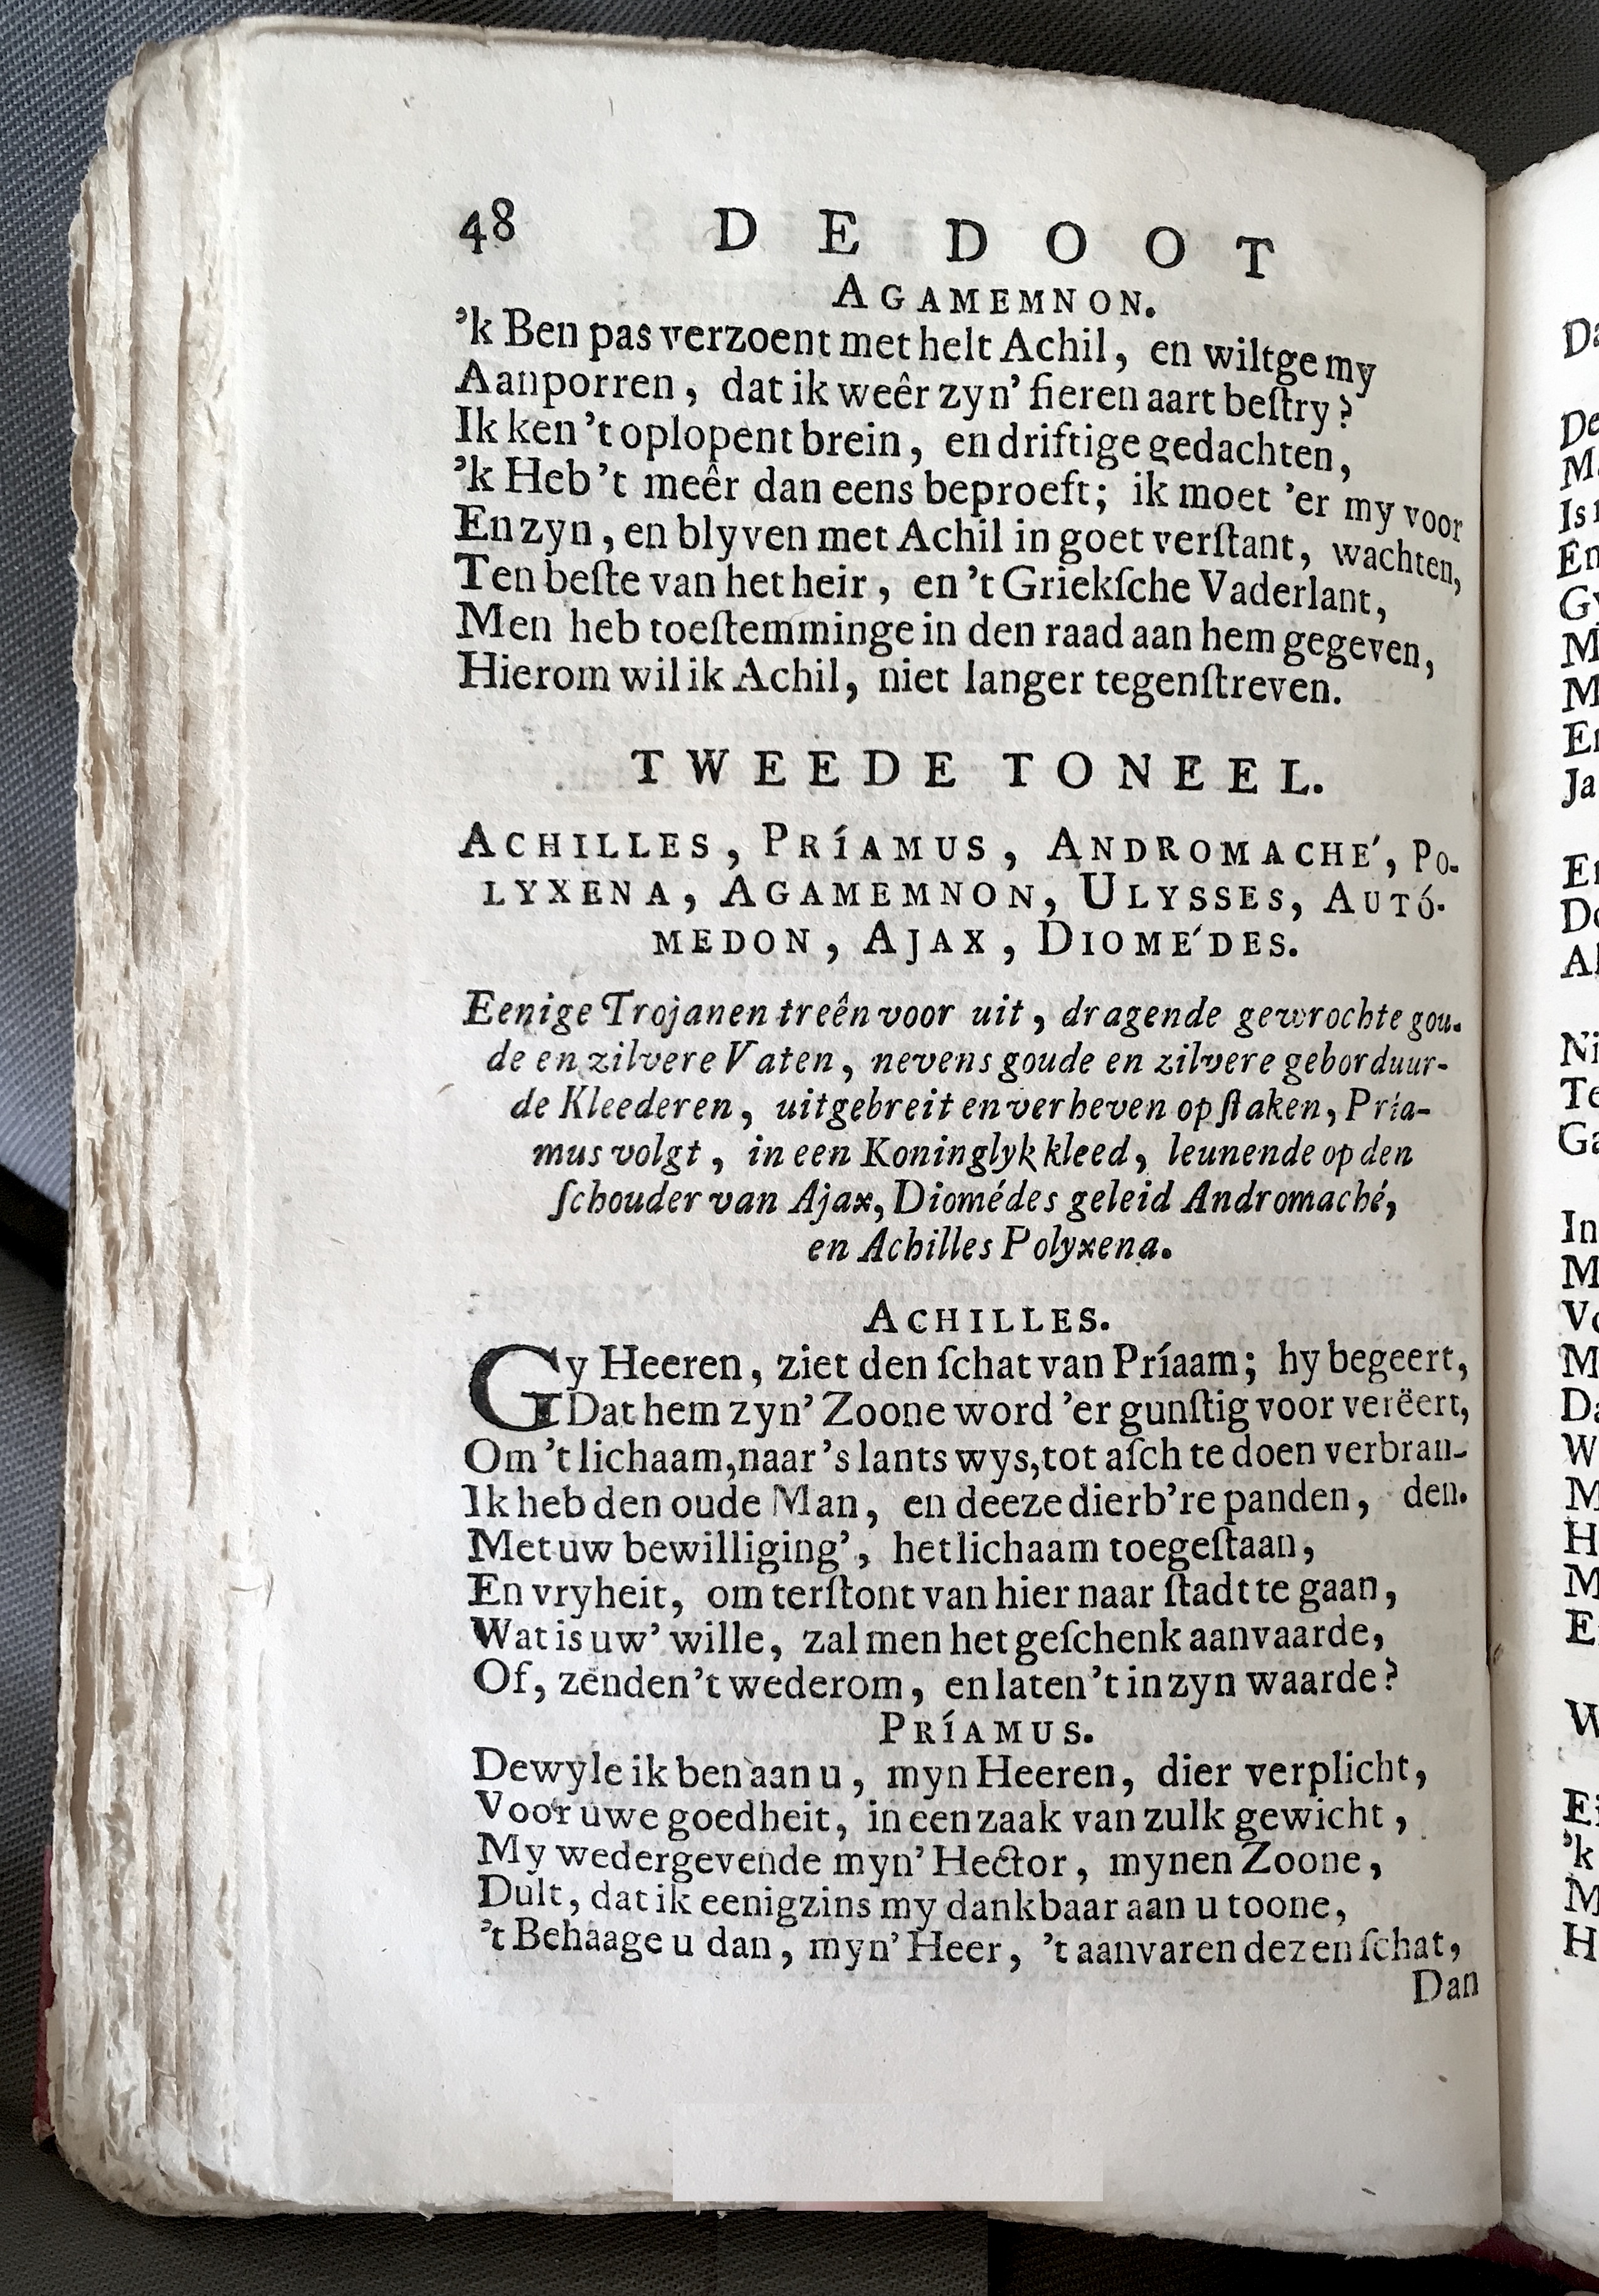 48 DE DOOT
AGAMEMNON.
’k Ben pas verzoent met helt Achil, en wiltge my
Aanporren, dat ik weêr zyn’ fieren aart beſtry?
Ik ken ’t oplopent brein, en driftige gedachten,
’k Heb ’t meêr dan eens beproeft; ik moet ’er my voor
En zyn, en blyven met Achil in goet verſtant, wachten,
Ten beſte van het heir, en ’t Griekſche Vaderlant,
Men heb toeſtemminge in den raad aan hem gegeven,
Hierom wil ik Achil, niet langer tegenſtreven.
TWEEDE TONEEL.
ACHILLES, PRÍAMUS, ANDROMACHÉ, PO-
LYXENA, AGAMEMNON, ULYSSES, AUTÓ-
MEDON, AJAX, DIOMÉDES.
Eenige Trojanen treên voor uit, dragende gewrochte gou-
de en zilvere Vaten, nevens goude en zilvere geborduur-
de Kleederen, uitgebreit en verheven op ſtaken, Pría-
mus volgt, in een Koninglyk kleed, leunende op den
ſchouder van Ajax, Diomédes geleid Andromaché,
en Achilles Polyxena.
ACHILLES.
Gy Heeren, ziet den ſchat van Príaam; hy begeert,
Dat hem zyn’ Zoone word ’er gunſtig voor verëert,
Om ’t lichaam, naar ’s lants wys, tot aſch te doen verbran-
Ik heb den oude Man, en deeze dierb’re panden, den.
Met uw bewilliging’, het lichaam toegeſtaan,
En vryheit, om terſtont van hier naar ſtadt te gaan,
Wat is uw’ wille, zal men het geſchenk aanvaarde,
Of, zenden ’t wederom, en laten ’t in zyn waarde?
PRÍAMUS.
Dewyle ik ben aan u, myn Heeren, dier verplicht,
Voor uwe goedheit, in een zaak van zulk gewicht,
My wedergevende myn’ Hector, mynen Zoone,
Dult, dat ik eenigzins my dankbaar aan u toone,
’t Behaage u dan, myn’ Heer, ’t aanvaren dezen ſchat,
Dan